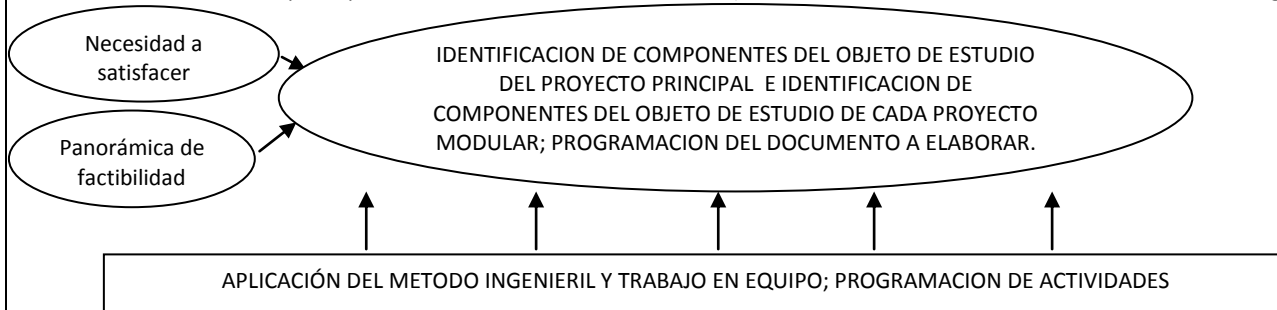 Necesidad a
satisfacer
Panorámica de
factibilidad
IDENTIFICACION DE COMPONENTES DEL OBJETO DE ESTUDIO
DEL PROYECTO PRINCIPAL E IDENTIFICACION DE
COMPONENTES DEL OBJETO DE ESTUDIO DE CADA PROYECTO
MODULAR; PROGRAMACION DEL DOCUMENTO A ELABORAR.
APLICACIÓN DEL METODO INGENIERIL Y TRABAJO EN EQUIPO; PROGRAMACION DE ACTIVIDADES